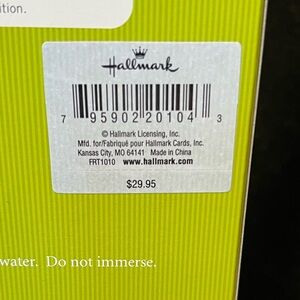 ition.
Hallmark
7 95902 20104 3
© Hallmark Licensing, Inc.
Mfd. for/Fabriqué pour Hallmark Cards, Inc.
Kansas City, MO 64141 Made in China
FRT1010 www.hallmark.com
$29.95
water. Do not immerse.